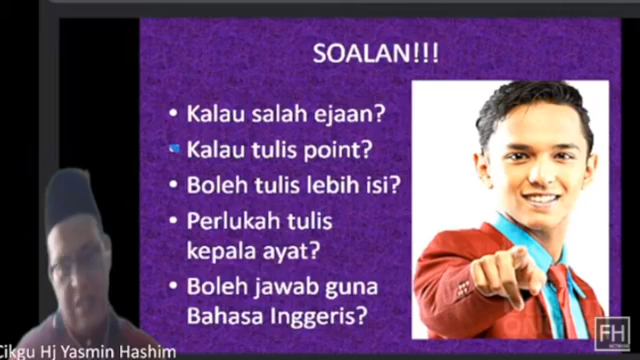 SOALAN!!!
• Kalau salah ejaan?
• Kalau tulis point?
• Boleh tulis lebih isi?
• Perlukah tulis
kepala ayat?
• Boleh jawab guna
Bahasa Inggeris?
FH
Cikgu Hj Yasmin Hashim